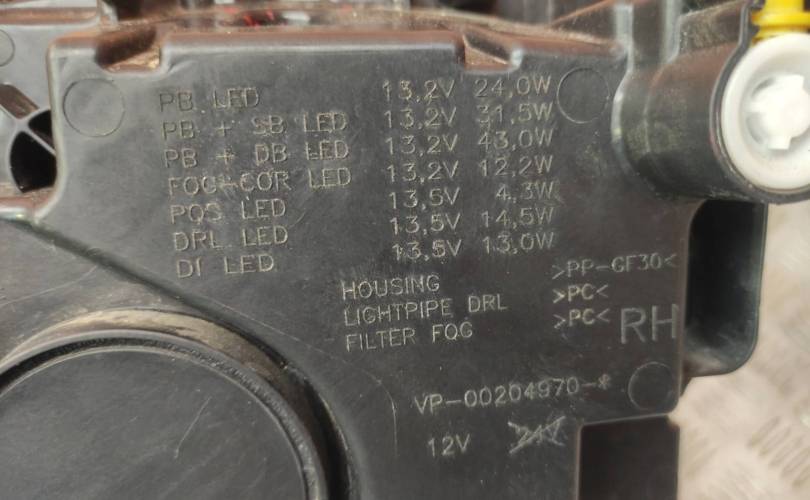 PB LED 13,2V 24,0W
PB + SB LED 13,2V 31,5W
PB + DB LED 13,2V 43,0W
FOG-COR LED 13,2V 12,2W
POS LED 13,5V 4,3W
DRL LED 13,5V 14,5W
DI LED 13,5V 13,0W
HOUSING >PP-GF30<
LIGHTPIPE DRL >PC<
FILTER FOG >PC<
RH
VP-00204970-*
12V 24V